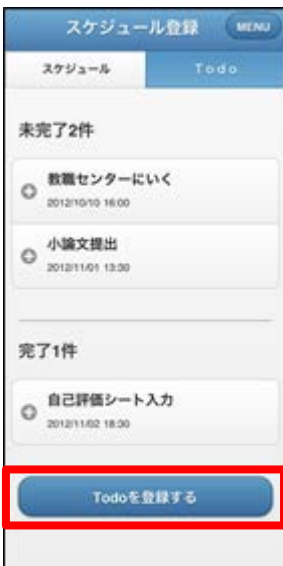 スケジュール登録 MENU
スケジュール Todo
未完了2件
教職センターにいく
2012/10/10 16:00
小論文提出
2012/11/01 13:30
完了1件
自己評価シート入力
2012/11/02 18:30
Todoを登録する